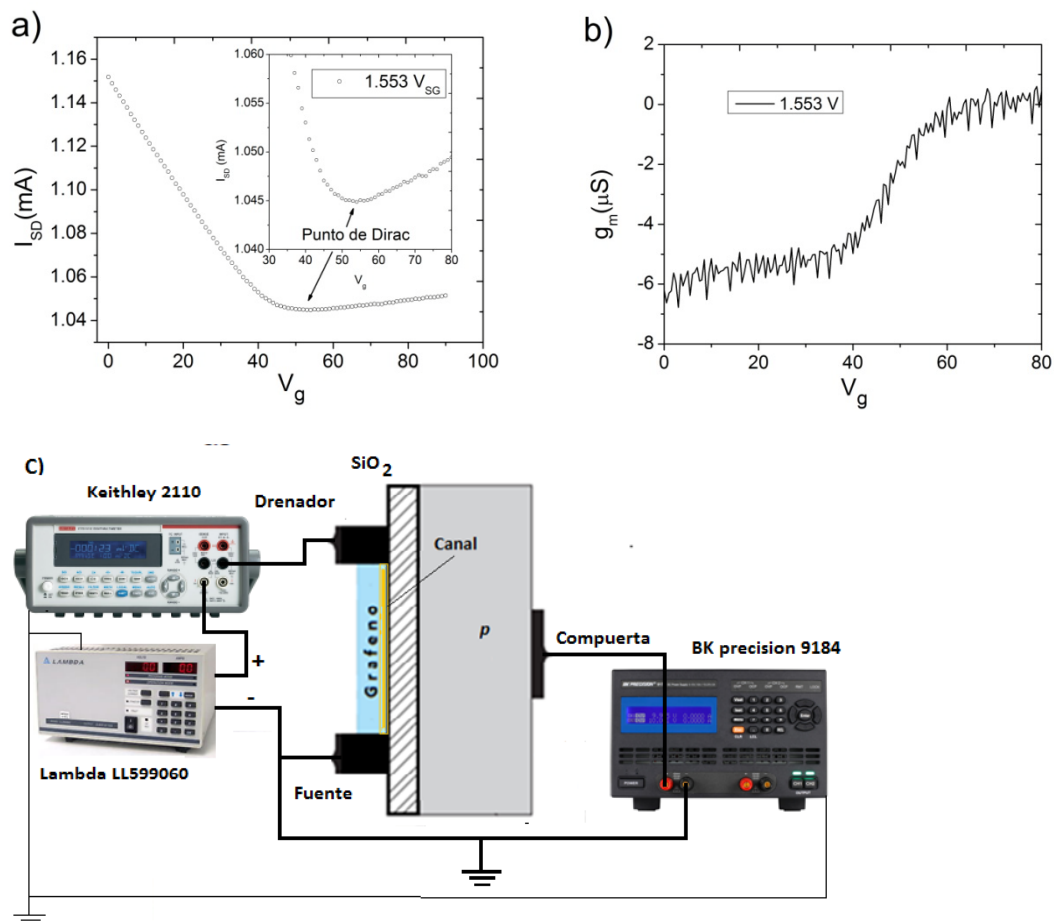 a)
I_SD(mA)
1.16
1.14
1.12
1.10
1.08
1.06
1.04
0
20
40
60
80
100
V_g
1.060
1.055
1.050
1.045
1.040
I_SD (mA)
1.553 V_SG
Punto de Dirac
30
40
50
60
70
80
V_g
b)
g_m(μS)
2
0
-2
-4
-6
-8
1.553 V
0
20
40
60
80
V_g
c)
Keithley 2110
Drenador
SiO2
Canal
Grafeno
p
Compuerta
BK precision 9184
LAMBDA
+
-
Lambda LL599060
Fuente